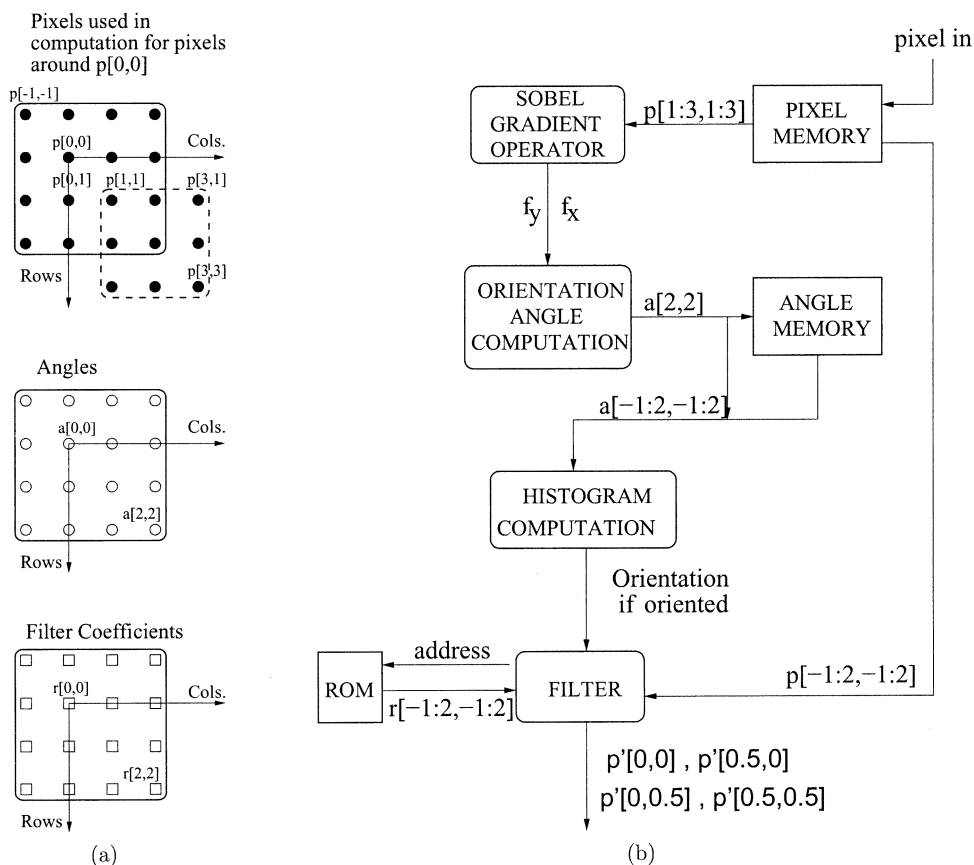 Pixels used in
computation for pixels
around p[0,0]
p[-1,-1]
p[0,0]
Cols.
p[0,1]
p[1,1]
p[3,1]
p[3,3]
Rows
Angles
a[0,0]
Cols.
a[2,2]
Rows
Filter Coefficients
r[0,0]
Cols.
r[2,2]
Rows
(a)
pixel in
SOBEL
GRADIENT
OPERATOR
p[1:3,1:3]
PIXEL
MEMORY
fy fx
ORIENTATION
ANGLE
COMPUTATION
a[2,2]
ANGLE
MEMORY
a[−1:2,−1:2]
HISTOGRAM
COMPUTATION
Orientation
if oriented
address
ROM
r[−1:2,−1:2]
FILTER
p[−1:2,−1:2]
p'[0,0] , p'[0.5,0]
p'[0,0.5] , p'[0.5,0.5]
(b)